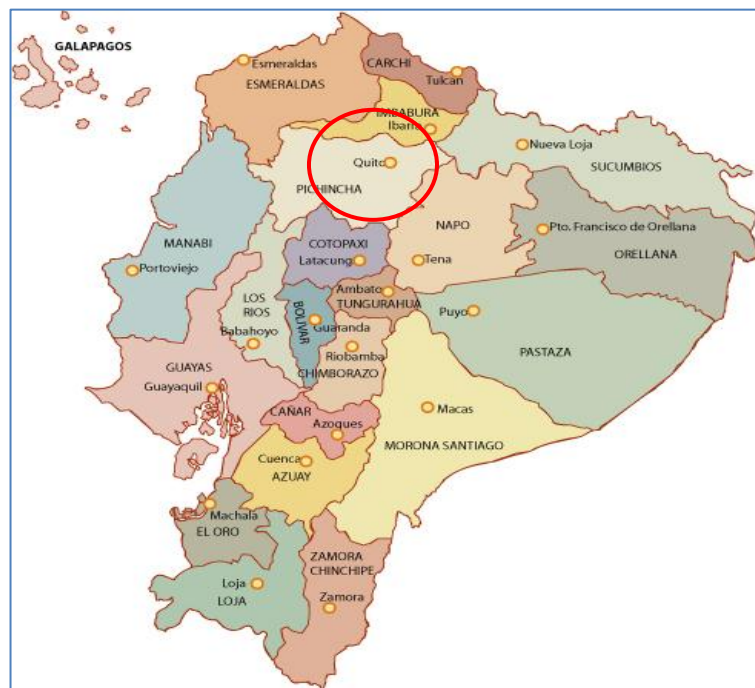 GALAPAGOS
Esmeraldas
ESMERALDAS
CARCHI
Tulcan
IMBABURA
Ibarra
Nueva Loja
SUCUMBIOS
Quito
PICHINCHA
MANABI
Portoviejo
COTOPAXI
Latacung
NAPO
Tena
Pto. Francisco de Orellana
ORELLANA
LOS
RIOS
Babahoyo
BOLIVAR
Guaranda
Ambato
TUNGURAHUA
Puyo
PASTAZA
Riobamba
CHIMBORAZO
GUAYAS
Guayaquil
CAÑAR
Azogues
Macas
MORONA SANTIAGO
Cuenca
AZUAY
Machala
EL ORO
ZAMORA
CHINCHIPE
Zamora
Loja
LOJA